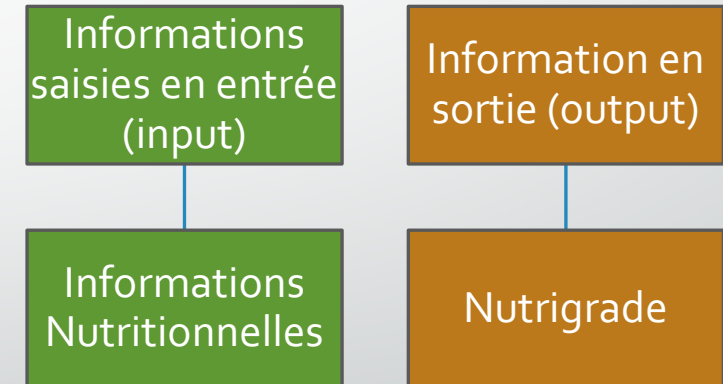 Informations
saisies en entrée
(input)
Information en
sortie (output)
Informations
Nutritionnelles
Nutrigrade